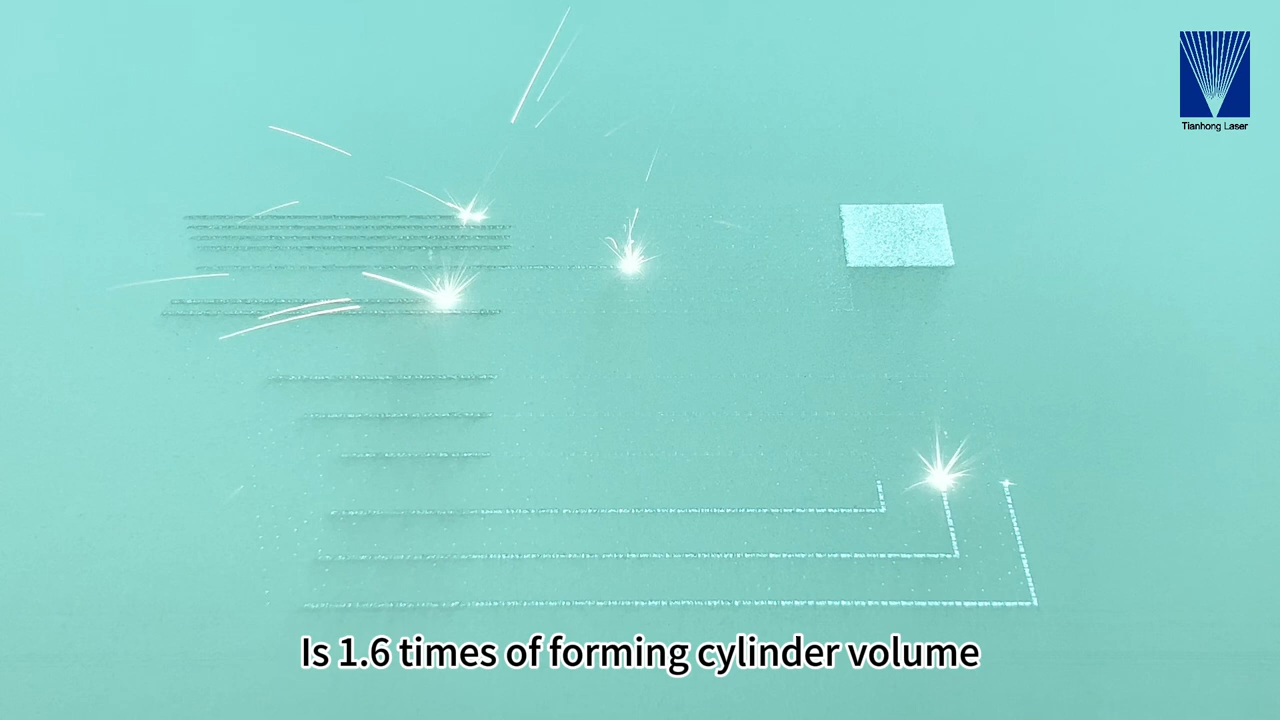 Tianhong Laser
Is 1.6 times of forming cylinder volume